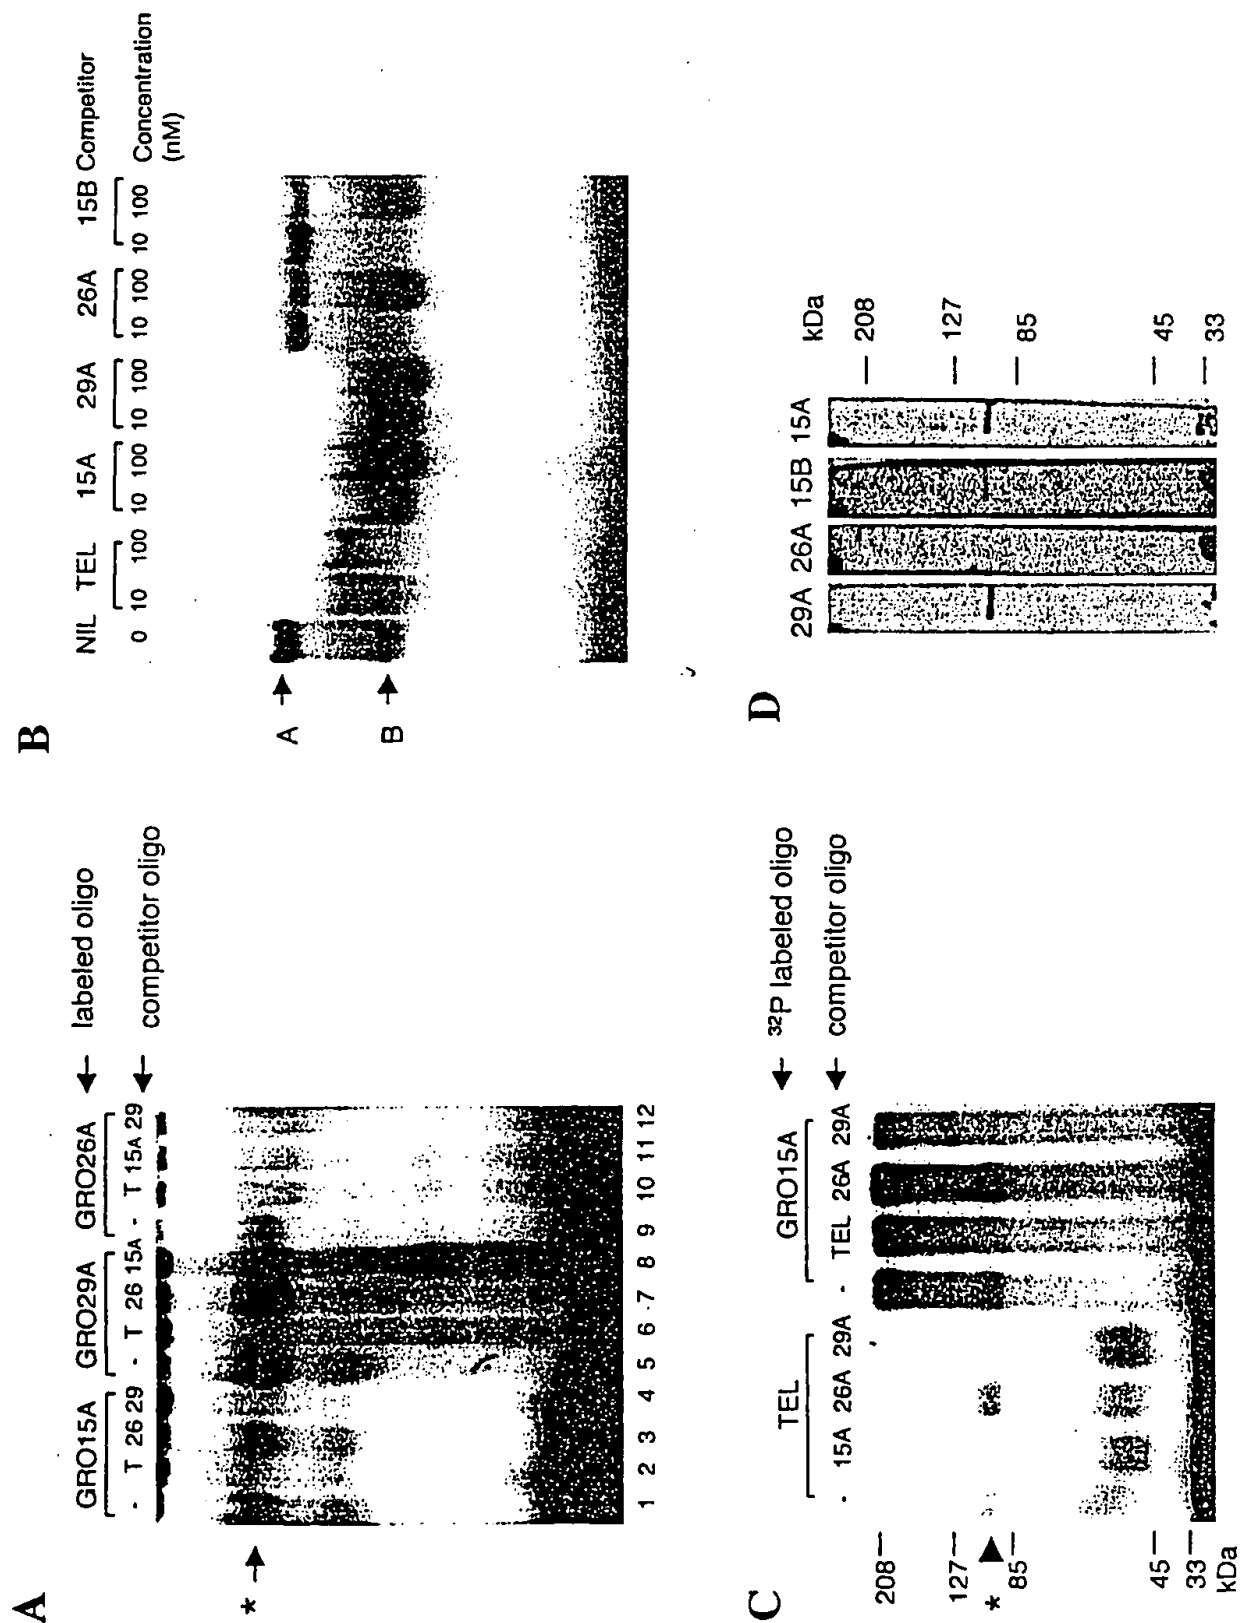 A
GRO15A GRO29A GRO26A ← labeled oligo
- T 26 29 - T 26 15A - T 15A 29 ← competitor oligo
* →
1 2 3 4 5 6 7 8 9 10 11 12
B
NIL TEL 15A 29A 26A 15B Competitor
0 10 100 10 100 10 100 10 100 10 100 Concentration
(nM)
A →
B →
C
TEL GRO15A ← ³²P labeled oligo
- 15A 26A 29A - TEL 26A 29A ← competitor oligo
208
127
*
85
45
33
kDa
D
29A 26A 15B 15A kDa
208
127
85
45
33